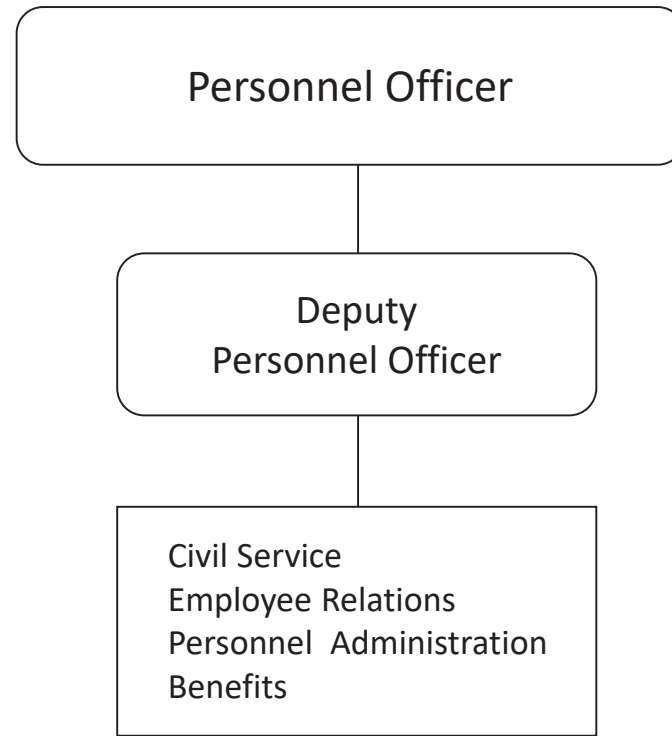 Personnel Officer
Deputy
Personnel Officer
Civil Service
Employee Relations
Personnel  Administration
Benefits